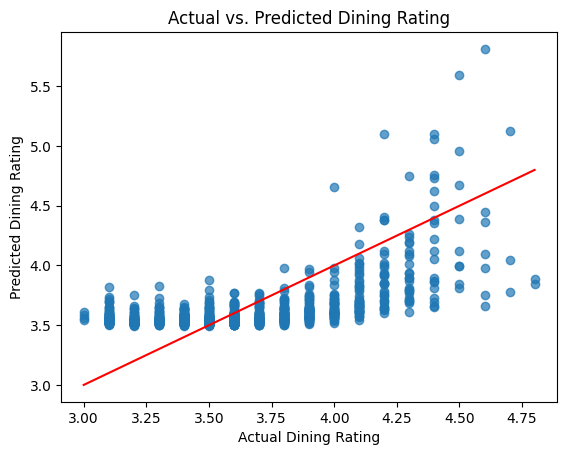 Actual vs. Predicted Dining Rating
Predicted Dining Rating
5.5
5.0
4.5
4.0
3.5
3.0
3.00 3.25 3.50 3.75 4.00 4.25 4.50 4.75
Actual Dining Rating